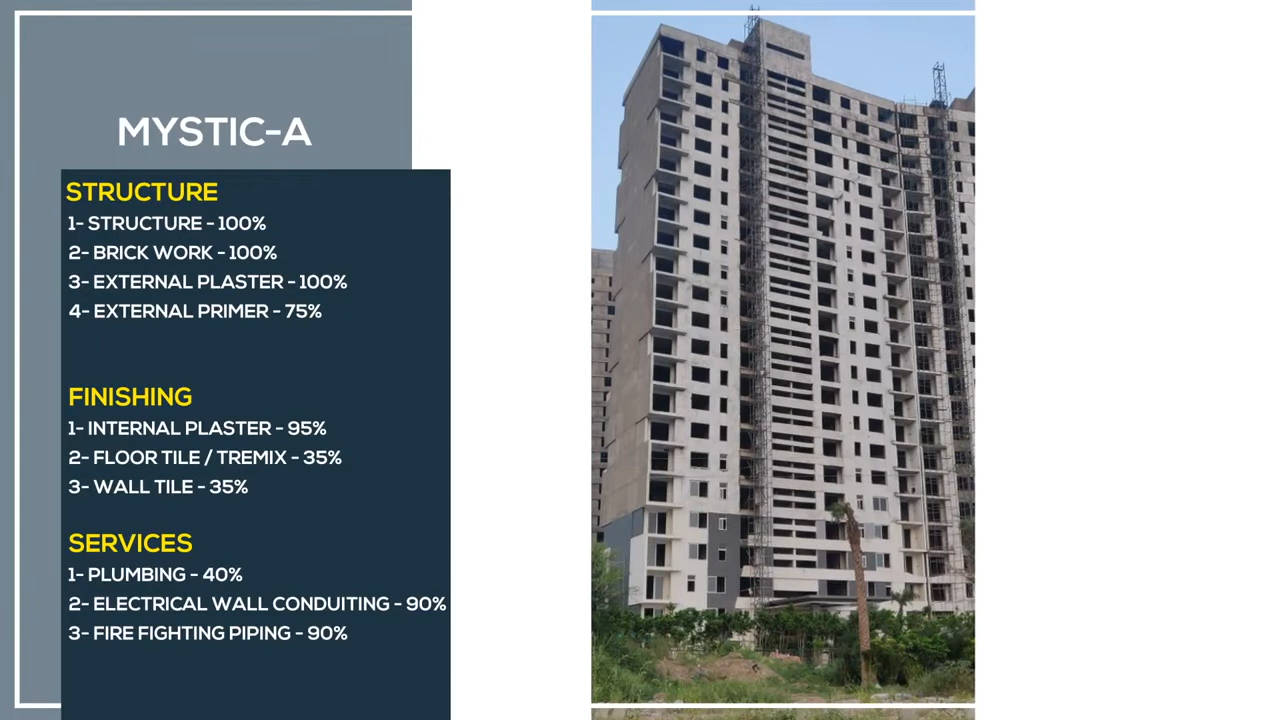 MYSTIC-A
STRUCTURE
1- STRUCTURE - 100%
2- BRICK WORK - 100%
3- EXTERNAL PLASTER - 100%
4- EXTERNAL PRIMER - 75%
FINISHING
1- INTERNAL PLASTER - 95%
2- FLOOR TILE / TREMIX - 35%
3- WALL TILE - 35%
SERVICES
1- PLUMBING - 40%
2- ELECTRICAL WALL CONDUITING - 90%
3- FIRE FIGHTING PIPING - 90%